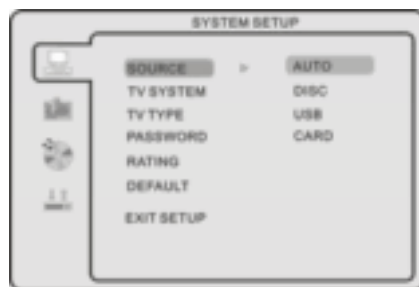 SYSTEM SETUP
SOURCE AUTO
TV SYSTEM DISC
TV TYPE USB
PASSWORD CARD
RATING
DEFAULT
EXIT SETUP